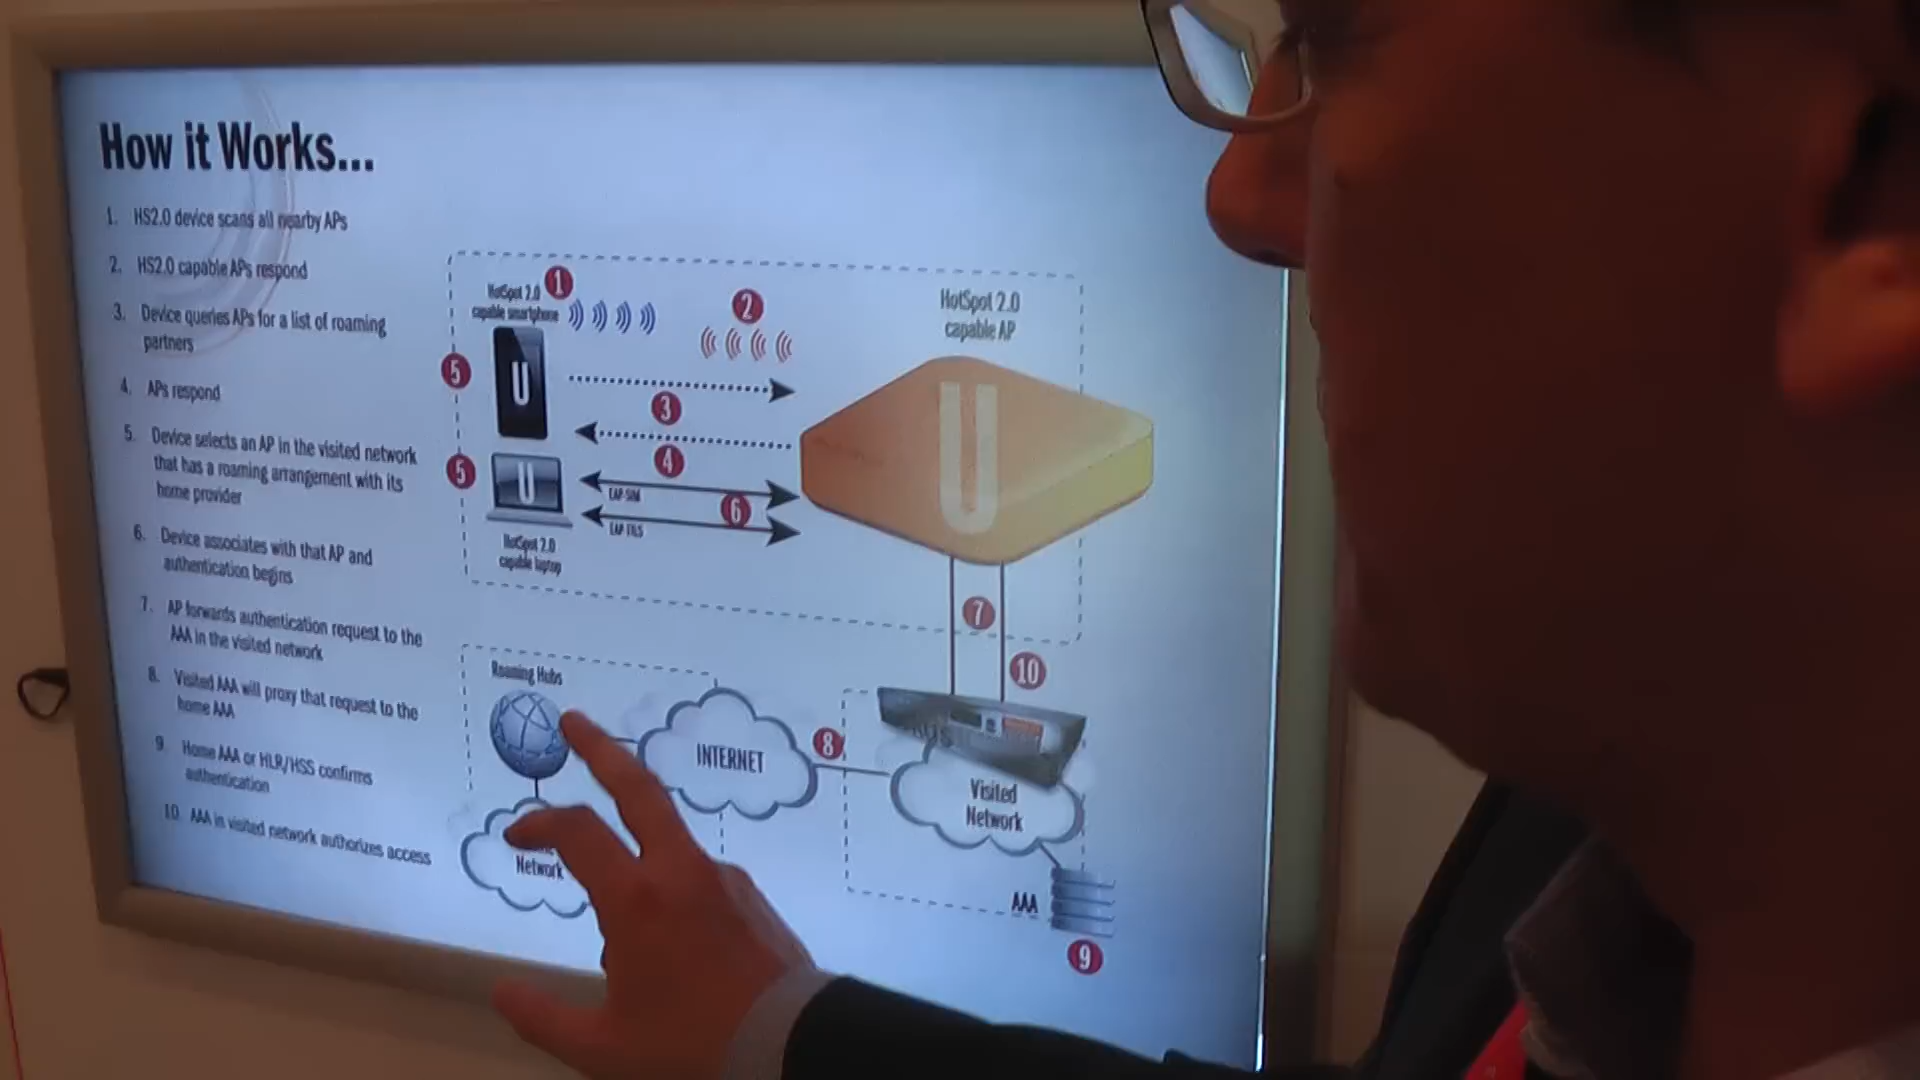 How it Works...
1. HS2.0 device scans all nearby APs
2. HS2.0 capable APs respond
3. Device queries APs for a list of roaming
partners
4. APs respond
5. Device selects an AP in the visited network
that has a roaming arrangement with its
home provider
6. Device associates with that AP and
authentication begins
7. AP forwards authentication request to the
AAA in the visited network
8. Visited AAA will proxy that request to the
home AAA
9. Home AAA or HLR/HSS confirms
authentication
10. AAA in visited network authorizes access
HotSpot 2.0
capable smartphone
1
2
HotSpot 2.0
capable AP
5
U
3
U
4
5
U
EAP-SIM
6
EAP-TTLS
HotSpot 2.0
capable laptop
7
10
Roaming Hubs
INTERNET
8
Visited
Network
Network
AAA
9